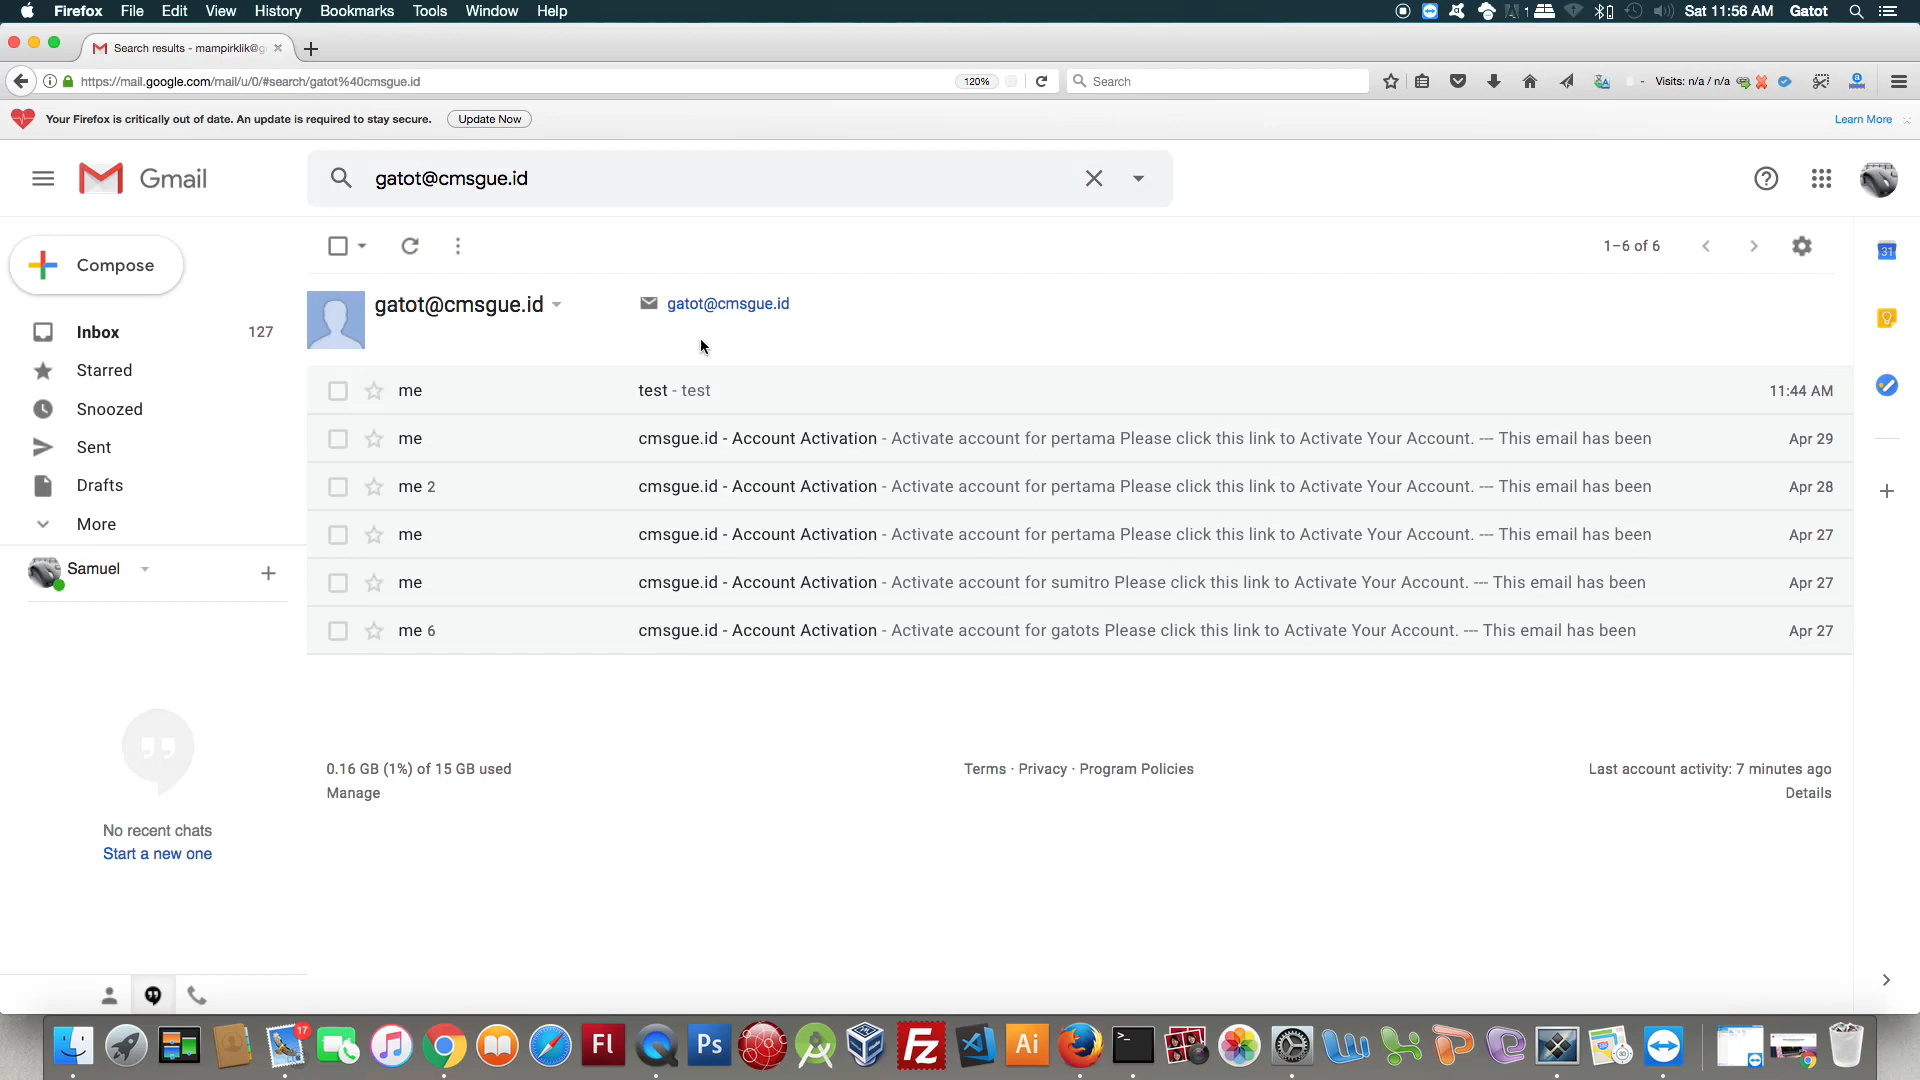 Firefox File Edit View History Bookmarks Tools Window Help 1 Sat 11:56 AM Gatot
Search results - mampirklik@g
https://mail.google.com/mail/u/0/#search/gatot%40cmsgue.id 120% Search - Visits: n/a / n/a
Your Firefox is critically out of date. An update is required to stay secure. Update Now Learn More
Gmail gatot@cmsgue.id
Compose
1–6 of 6
31
gatot@cmsgue.id gatot@cmsgue.id
Inbox 127
Starred
Snoozed
Sent
Drafts
More
Samuel
me test - test 11:44 AM
me cmsgue.id - Account Activation - Activate account for pertama Please click this link to Activate Your Account. --- This email has been Apr 29
me 2 cmsgue.id - Account Activation - Activate account for pertama Please click this link to Activate Your Account. --- This email has been Apr 28
me cmsgue.id - Account Activation - Activate account for pertama Please click this link to Activate Your Account. --- This email has been Apr 27
me cmsgue.id - Account Activation - Activate account for sumitro Please click this link to Activate Your Account. --- This email has been Apr 27
me 6 cmsgue.id - Account Activation - Activate account for gatots Please click this link to Activate Your Account. --- This email has been Apr 27
0.16 GB (1%) of 15 GB used
Manage
Terms · Privacy · Program Policies
Last account activity: 7 minutes ago
Details
No recent chats
Start a new one
17
Fl
Ps
Fz
Ai